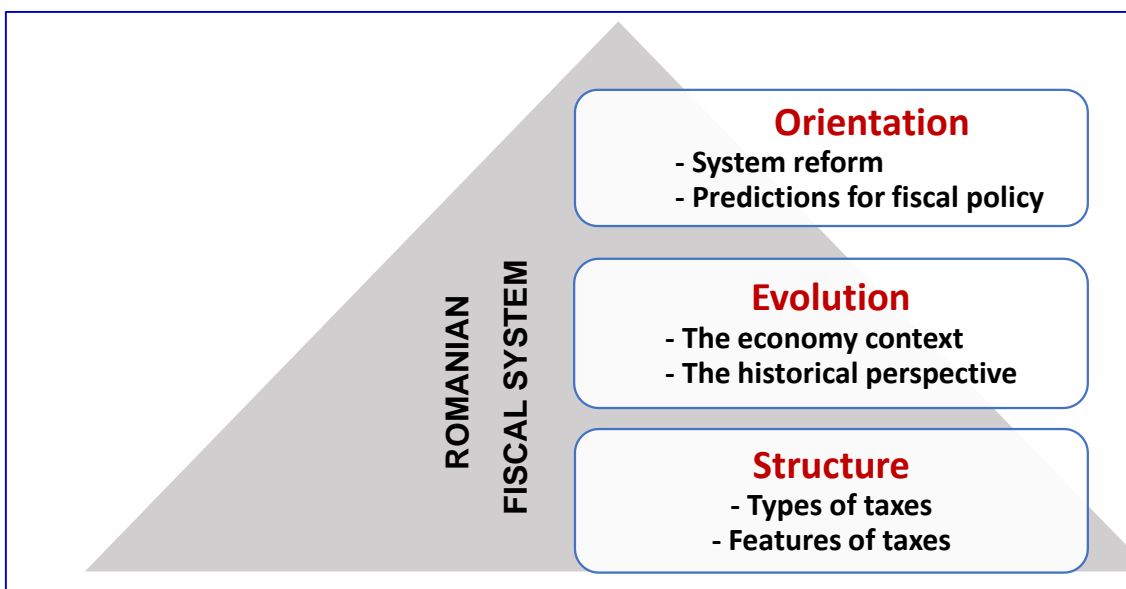 Orientation
- System reform
- Predictions for fiscal policy
ROMANIAN
FISCAL SYSTEM
Evolution
- The economy context
- The historical perspective
Structure
- Types of taxes
- Features of taxes